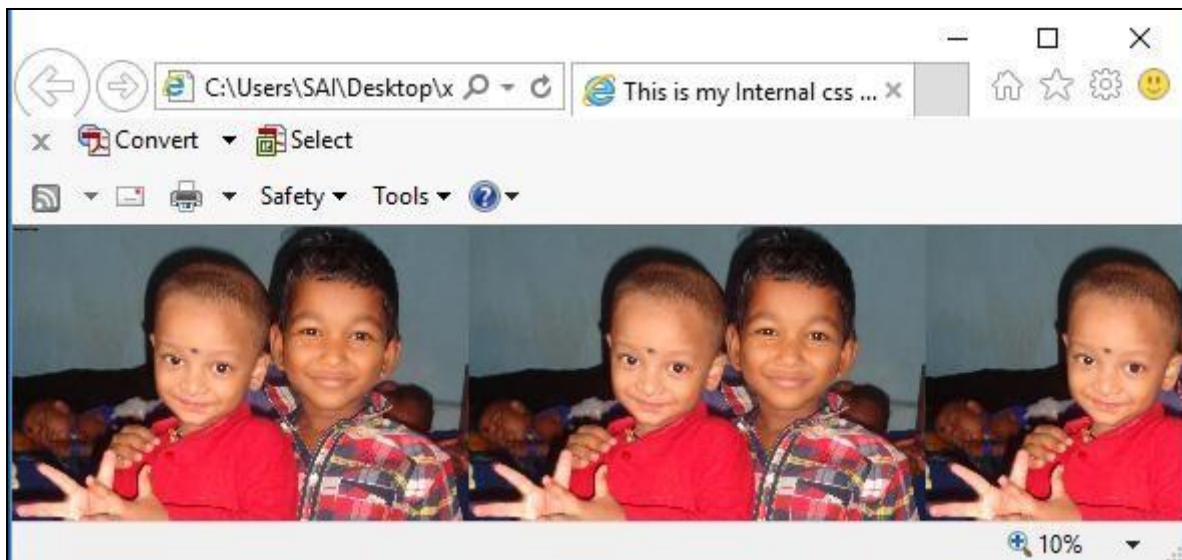 C:\Users\SAI\Desktop\x
This is my Internal css ...
x Convert Select
Safety Tools
10%